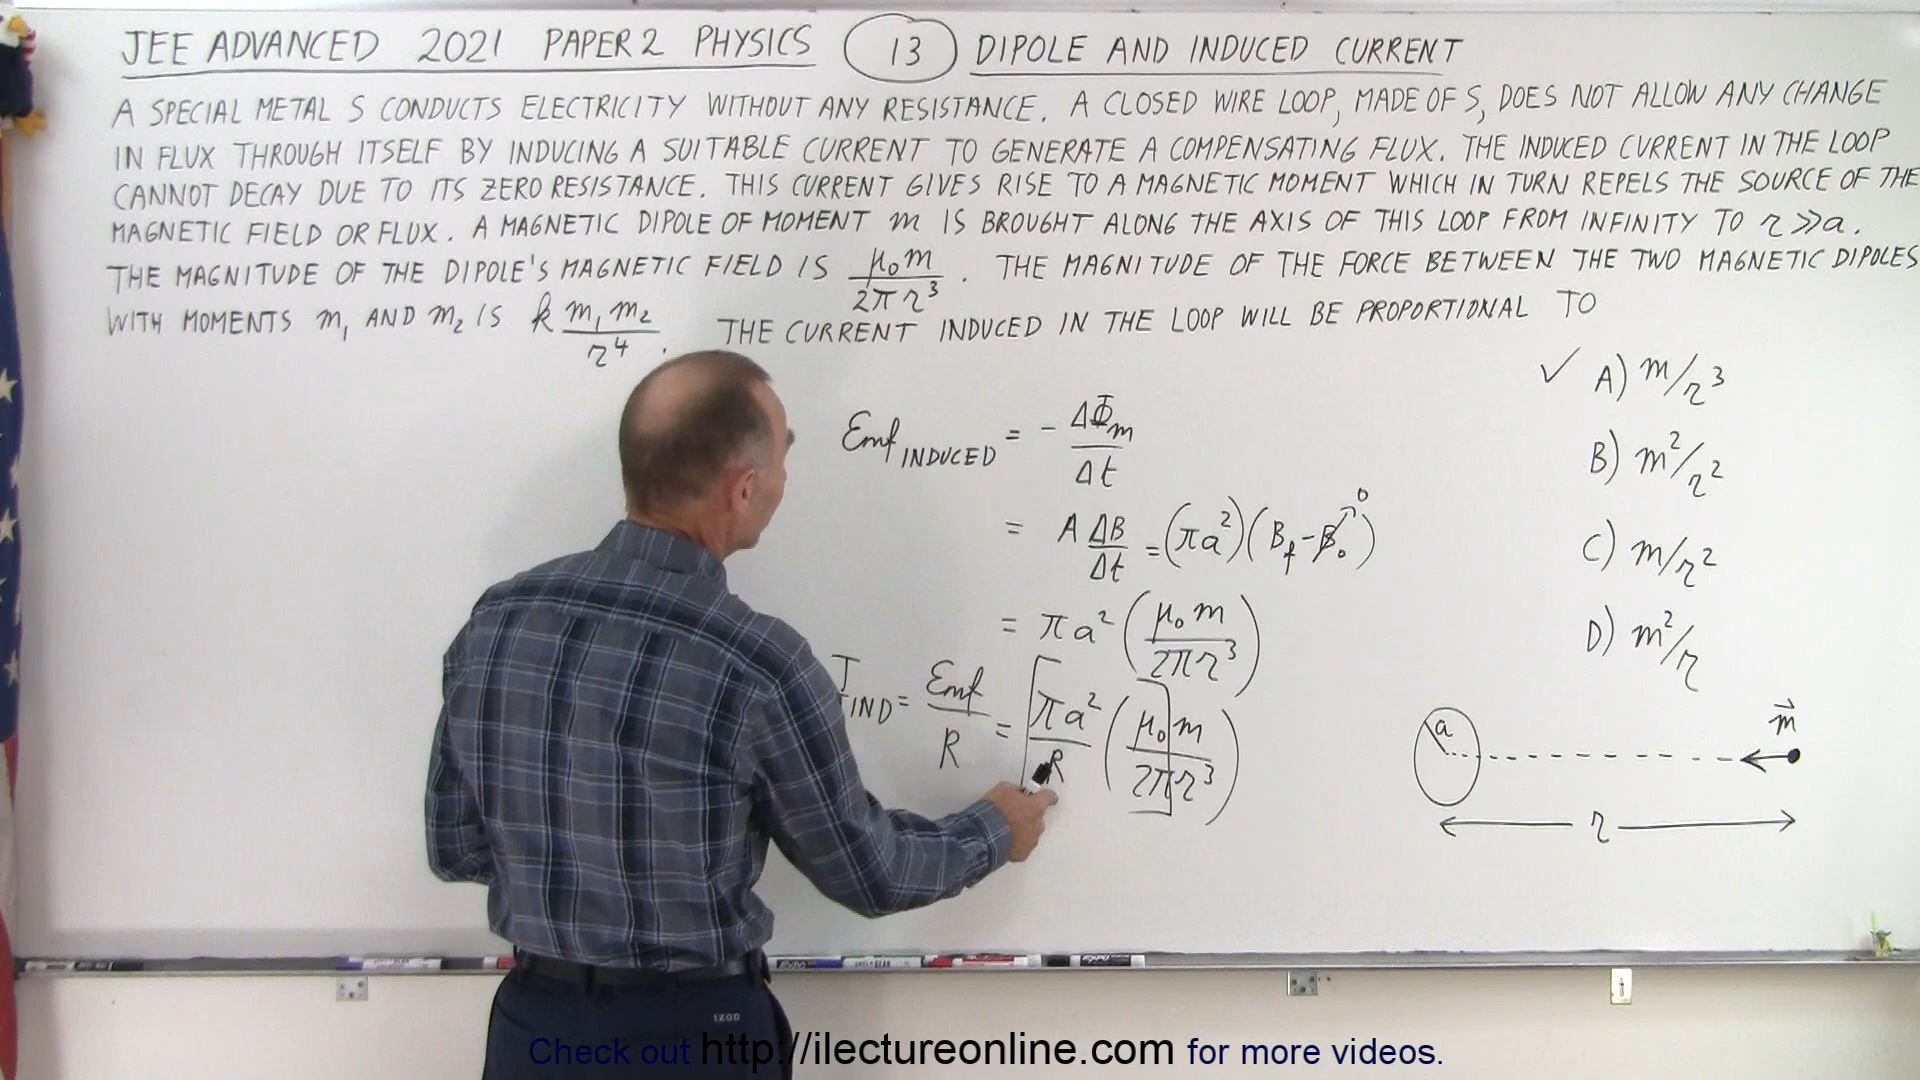 JEE ADVANCED 2021 PAPER 2 PHYSICS 13 DIPOLE AND INDUCED CURRENT
A SPECIAL METAL S CONDUCTS ELECTRICITY WITHOUT ANY RESISTANCE. A CLOSED WIRE LOOP, MADE OF S, DOES NOT ALLOW ANY CHANGE
IN FLUX THROUGH ITSELF BY INDUCING A SUITABLE CURRENT TO GENERATE A COMPENSATING FLUX. THE INDUCED CURRENT IN THE LOOP
CANNOT DECAY DUE TO ITS ZERO RESISTANCE. THIS CURRENT GIVES RISE TO A MAGNETIC MOMENT WHICH IN TURN REPELS THE SOURCE OF THE
MAGNETIC FIELD OR FLUX. A MAGNETIC DIPOLE OF MOMENT m IS BROUGHT ALONG THE AXIS OF THIS LOOP FROM INFINITY TO r ≫ a.
THE MAGNITUDE OF THE DIPOLE'S MAGNETIC FIELD IS μ₀m/2πr³. THE MAGNITUDE OF THE FORCE BETWEEN THE TWO MAGNETIC DIPOLES
WITH MOMENTS m₁ AND m₂ IS k m₁m₂/r⁴. THE CURRENT INDUCED IN THE LOOP WILL BE PROPORTIONAL TO
✓ A) m/r³
B) m²/r²
C) m/r²
D) m²/r
Emf INDUCED = - ΔΦm/Δt
= A ΔB/Δt = (πa²)(Bf - B₀) 0
= πa² (μ₀m/2πr³)
I IND = Emf/R = πa²/R (μ₀m/2πr³)
a m⃗
r
IZOD
Check out http://ilectureonline.com for more videos.